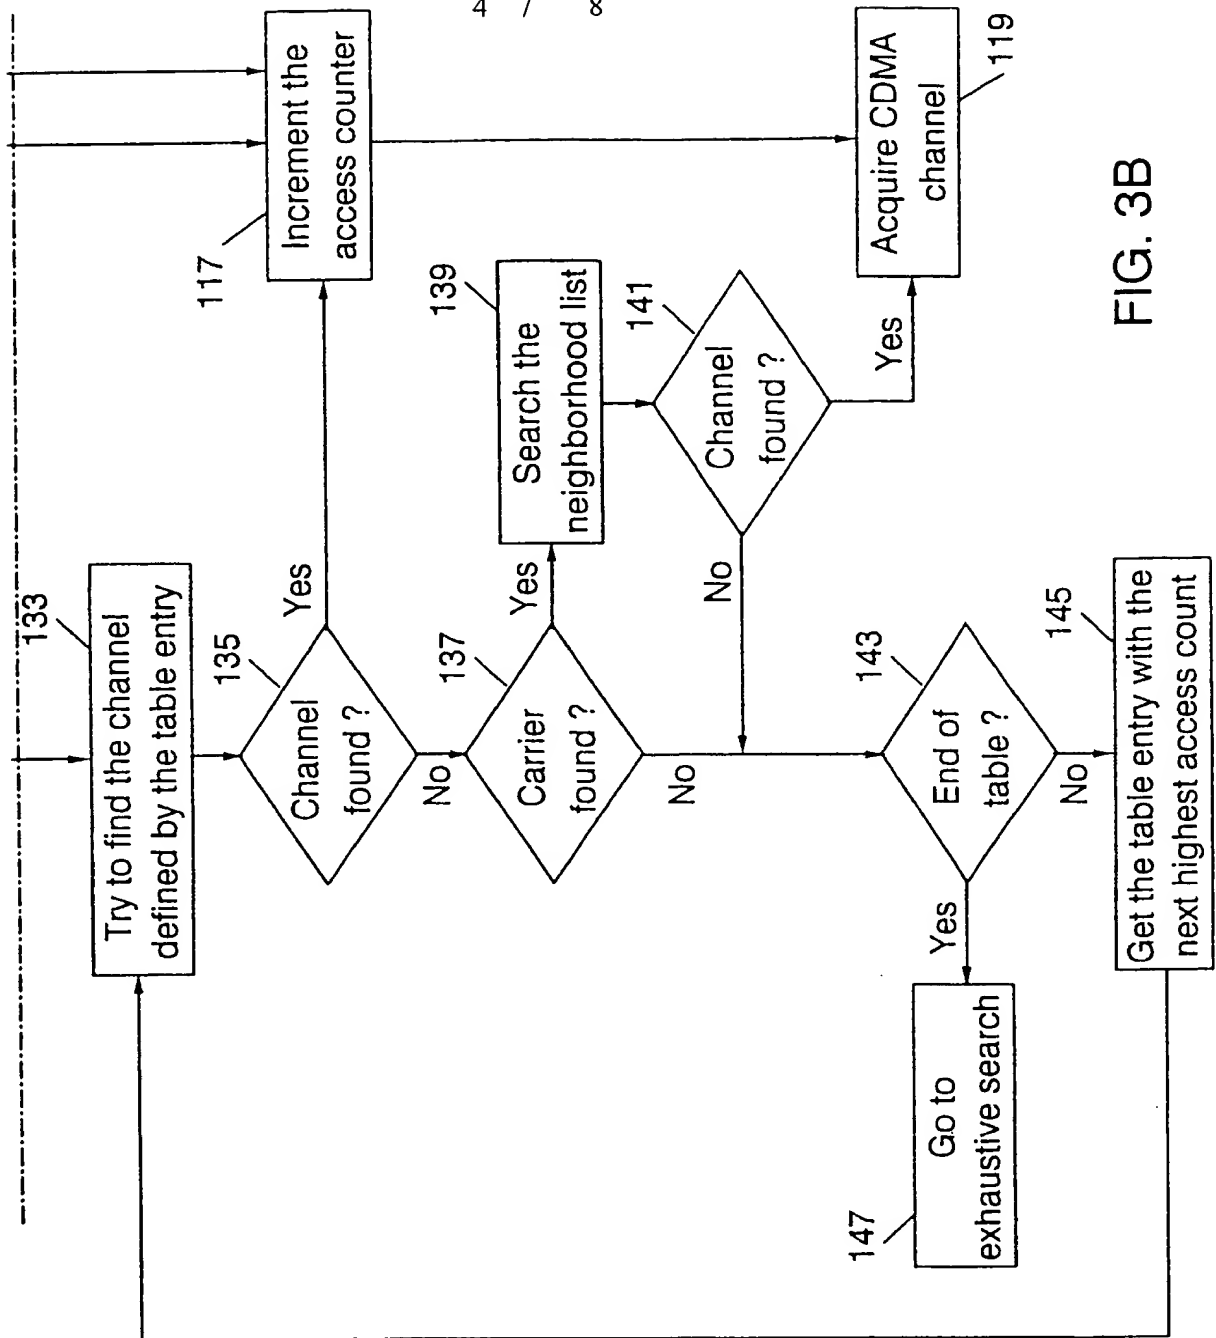 4 / 8
133
Try to find the channel
defined by the table entry
135
Channel
found ?
Yes
No
117
Increment the
access counter
137
Carrier
found ?
Yes
No
139
Search the
neighborhood list
141
Channel
found ?
No
Yes
Acquire CDMA
channel
119
143
End of
table ?
Yes
No
147
Go to
exhaustive search
145
Get the table entry with the
next highest access count
FIG. 3B